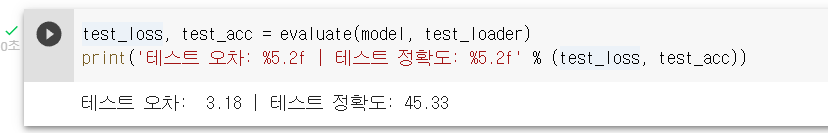 test_loss, test_acc = evaluate(model, test_loader)
print('테스트 오차: %5.2f | 테스트 정확도: %5.2f' % (test_loss, test_acc))
0초
테스트 오차:  3.18 | 테스트 정확도: 45.33